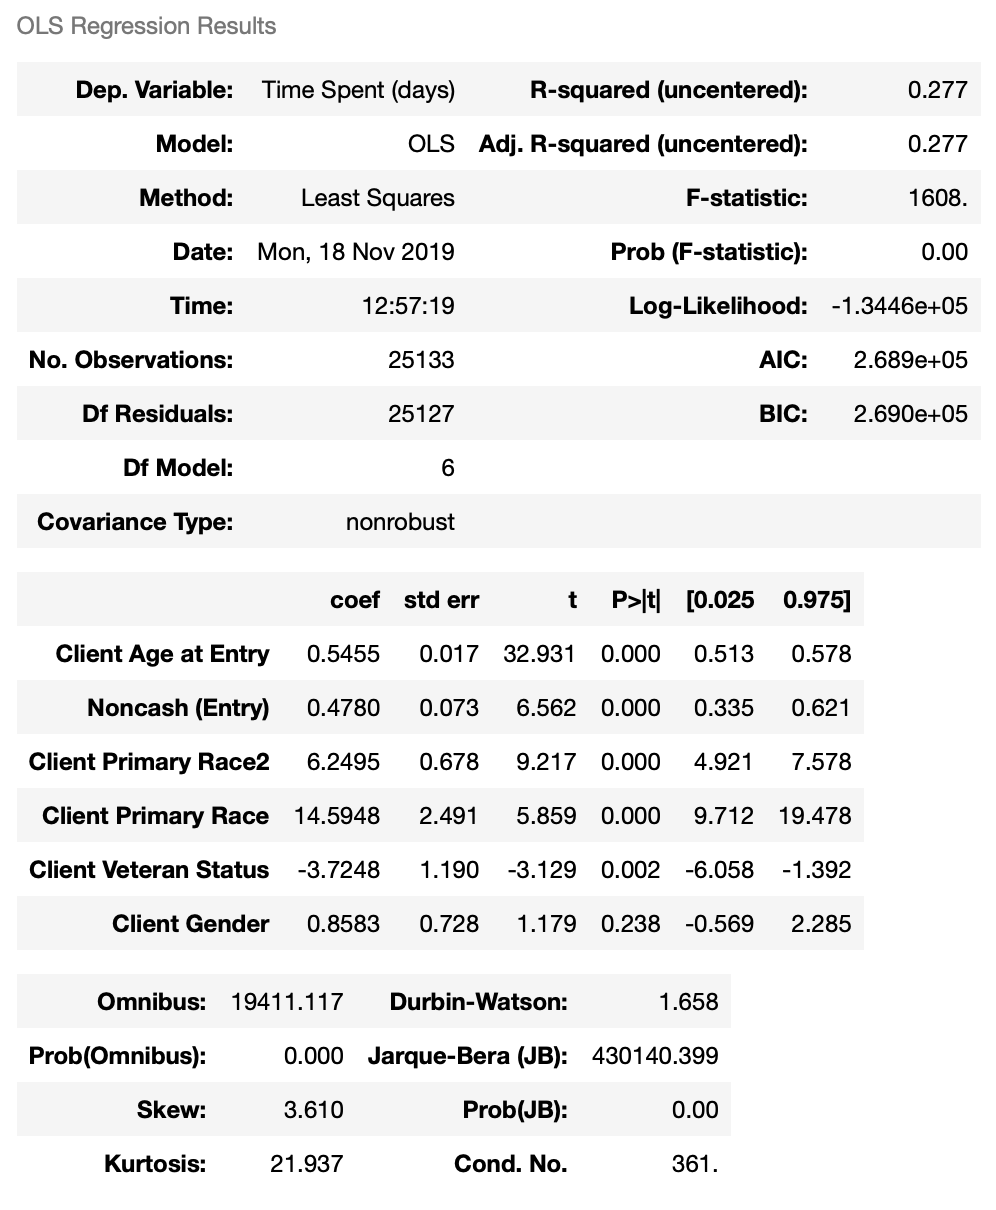 OLS Regression Results
Dep. Variable: Time Spent (days) R-squared (uncentered): 0.277
Model: OLS Adj. R-squared (uncentered): 0.277
Method: Least Squares F-statistic: 1608.
Date: Mon, 18 Nov 2019 Prob (F-statistic): 0.00
Time: 12:57:19 Log-Likelihood: -1.3446e+05
No. Observations: 25133 AIC: 2.689e+05
Df Residuals: 25127 BIC: 2.690e+05
Df Model: 6
Covariance Type: nonrobust
coef std err t P>|t| [0.025 0.975]
Client Age at Entry 0.5455 0.017 32.931 0.000 0.513 0.578
Noncash (Entry) 0.4780 0.073 6.562 0.000 0.335 0.621
Client Primary Race2 6.2495 0.678 9.217 0.000 4.921 7.578
Client Primary Race 14.5948 2.491 5.859 0.000 9.712 19.478
Client Veteran Status -3.7248 1.190 -3.129 0.002 -6.058 -1.392
Client Gender 0.8583 0.728 1.179 0.238 -0.569 2.285
Omnibus: 19411.117 Durbin-Watson: 1.658
Prob(Omnibus): 0.000 Jarque-Bera (JB): 430140.399
Skew: 3.610 Prob(JB): 0.00
Kurtosis: 21.937 Cond. No. 361.